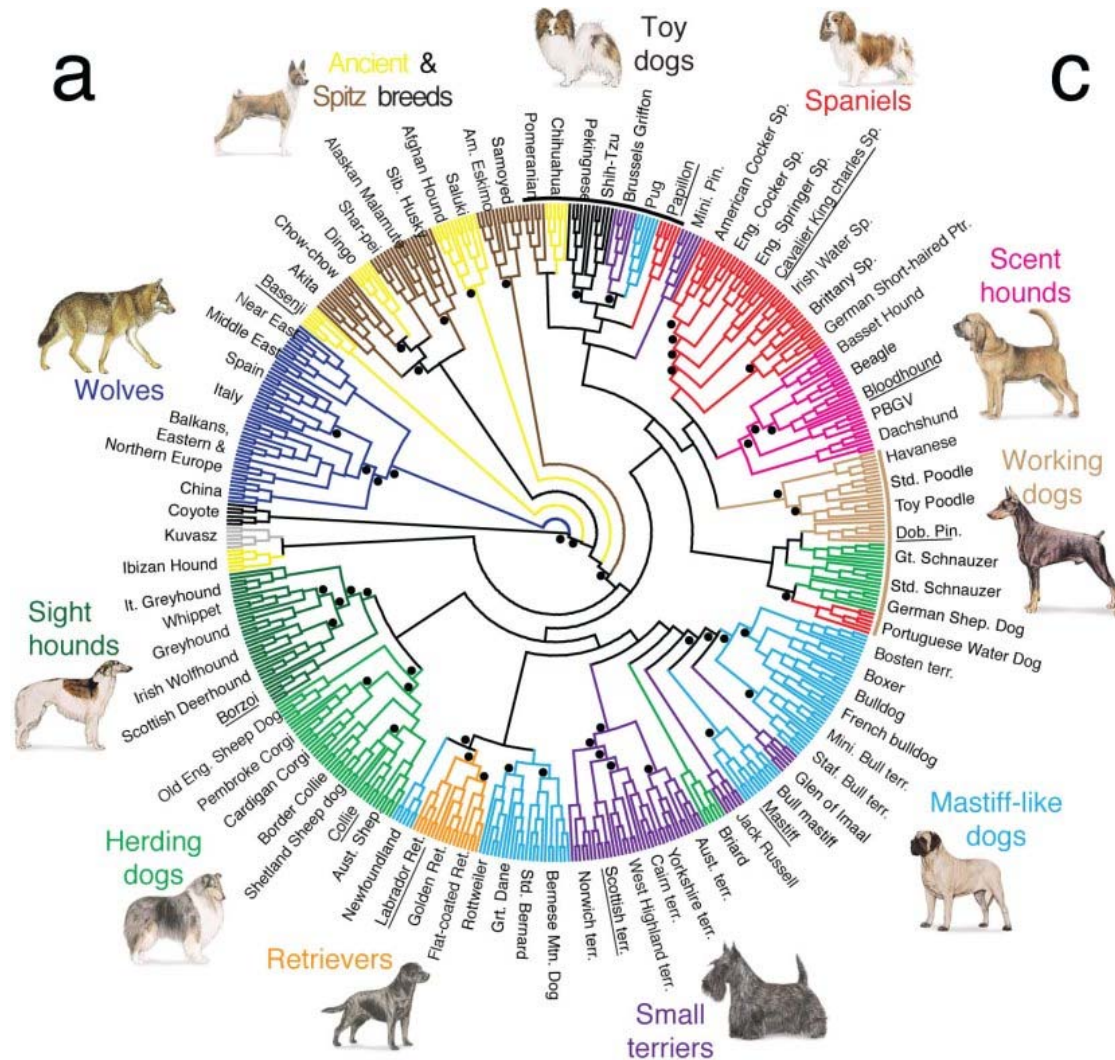 a
c
Ancient &
Spitz breeds
Toy
dogs
Spaniels
Scent
hounds
Working
dogs
Mastiff-like
dogs
Small
terriers
Retrievers
Herding
dogs
Sight
hounds
Wolves
Coyote
China
Balkans,
Eastern &
Northern Europe
Italy
Spain
Middle East
Near East
Basenji
Akita
Chow-chow
Dingo
Shar-pei
Alaskan Malamute
Sib. Husky
Afghan Hound
Saluki
Am. Eskimo
Samoyed
Pomeranian
Chihuahua
Pekingnese
Shih-Tzu
Brussels Griffon
Pug
Papillon
Mini. Pin.
American Cocker Sp.
Eng. Cocker Sp.
Eng. Springer Sp.
Cavalier King charles Sp.
Irish Water Sp.
Brittany Sp.
German Short-haired Ptr.
Basset Hound
Beagle
Bloodhound
PBGV
Dachshund
Havanese
Std. Poodle
Toy Poodle
Dob. Pin.
Gt. Schnauzer
Std. Schnauzer
German Shep. Dog
Portuguese Water Dog
Bosten terr.
Boxer
Bulldog
French bulldog
Mini. Bull terr.
Staf. Bull terr.
Glen of Imaal
Bull mastiff
Mastiff
Jack Russell
Briard
Aust. terr.
Yorkshire terr.
Cairn terr.
West Highland terr.
Scottish terr.
Norwich terr.
Bernese Mtn. Dog
Std. Bernard
Grt. Dane
Rottweiler
Flat-coated Ret.
Golden Ret.
Labrador Ret.
Newfoundland
Aust. Shep
Collie
Shetland Sheep dog
Border Collie
Cardigan Corgi
Pembroke Corgi
Old Eng. Sheep Dog
Borzoi
Scottish Deerhound
Irish Wolfhound
Greyhound
Whippet
It. Greyhound
Ibizan Hound
Kuvasz